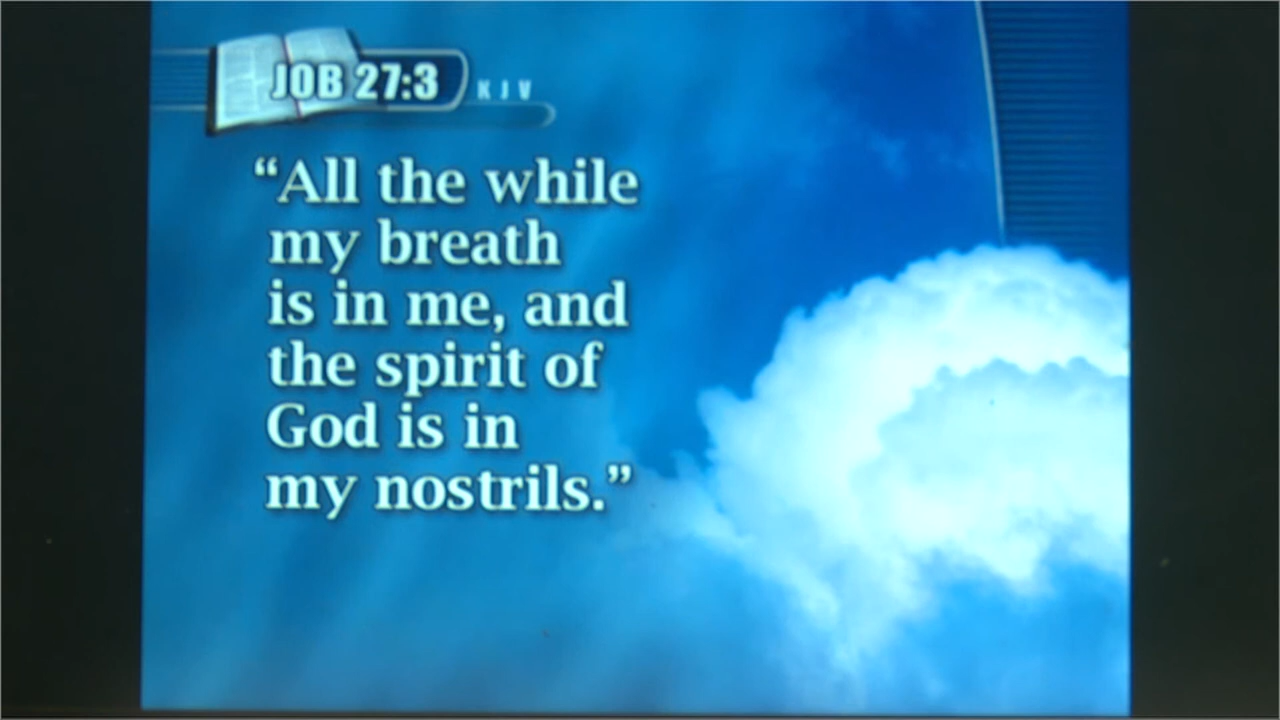 JOB 27:3 KJV
“All the while
my breath
is in me, and
the spirit of
God is in
my nostrils.”